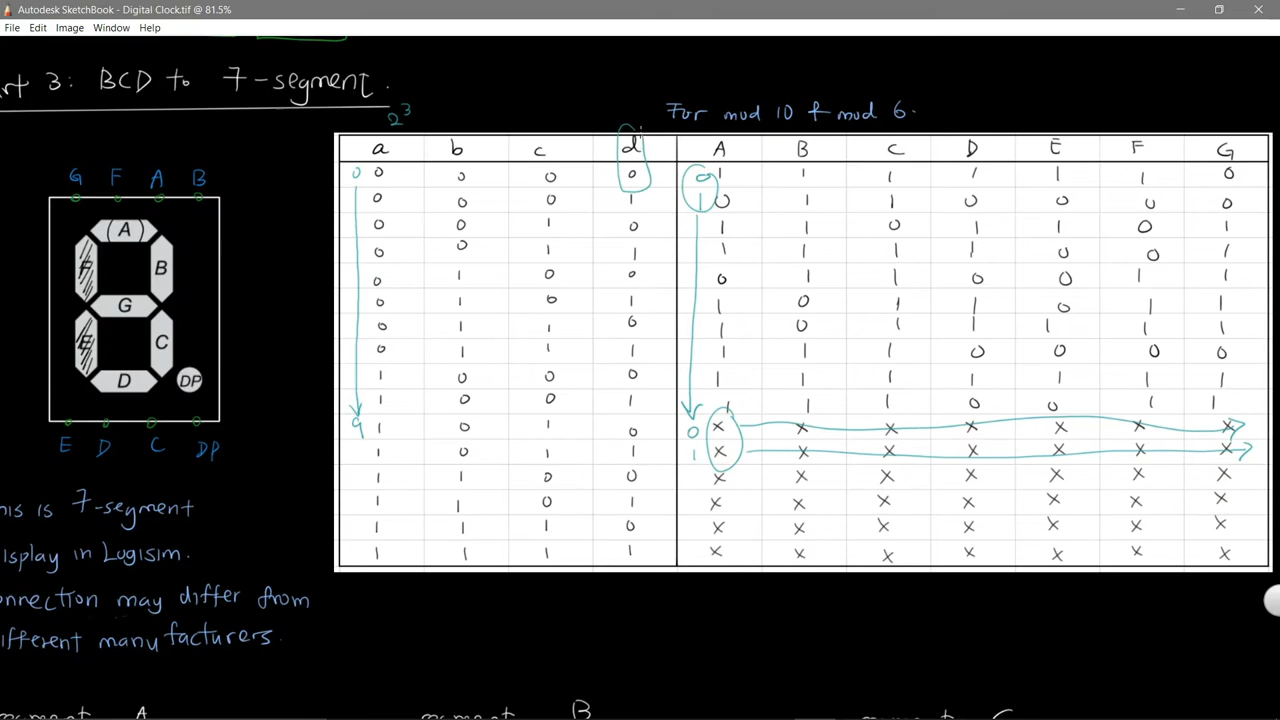 Autodesk SketchBook - Digital Clock.tif @ 81.5%
File Edit Image Window Help
art 3: BCD to 7-segment.
2³
For mod 10 & mod 6.
G F A B
(A)
F B
G
E C
D DP
E D C DP
a b c d A B C D E F G
0 0 0 0 0 0 1 1 1 1 1 1 0
0 0 0 1 1 0 1 1 0 0 0 0
0 0 1 0 1 1 0 1 1 0 1
0 0 1 1 1 1 1 1 0 0 1
0 1 0 0 0 1 1 0 0 1 1
0 1 0 1 1 0 1 1 0 1 1
0 1 1 0 1 0 1 1 1 1 1
0 1 1 1 1 1 1 0 0 0 0
1 0 0 0 1 1 1 1 1 1 1
1 0 0 1 1 1 1 0 0 1 1
9 1 0 1 0 0 x x x x x x x
1 0 1 1 1 x x x x x x x
1 1 0 0 x x x x x x x
1 1 0 1 x x x x x x x
1 1 1 0 x x x x x x x
1 1 1 1 x x x x x x x
his is 7-segment
isplay in Logisim.
onnection may differ from
ifferent manufacturers.
A B